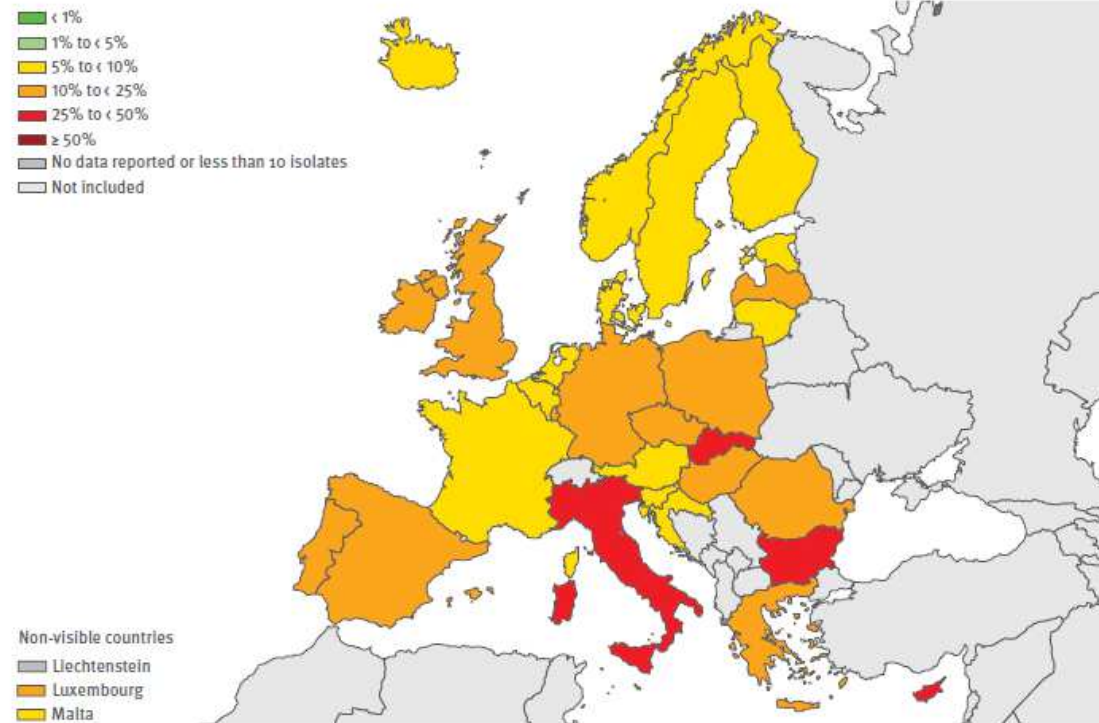 < 1%
1% to < 5%
5% to < 10%
10% to < 25%
25% to < 50%
≥ 50%
No data reported or less than 10 isolates
Not included
Non-visible countries
Liechtenstein
Luxembourg
Malta